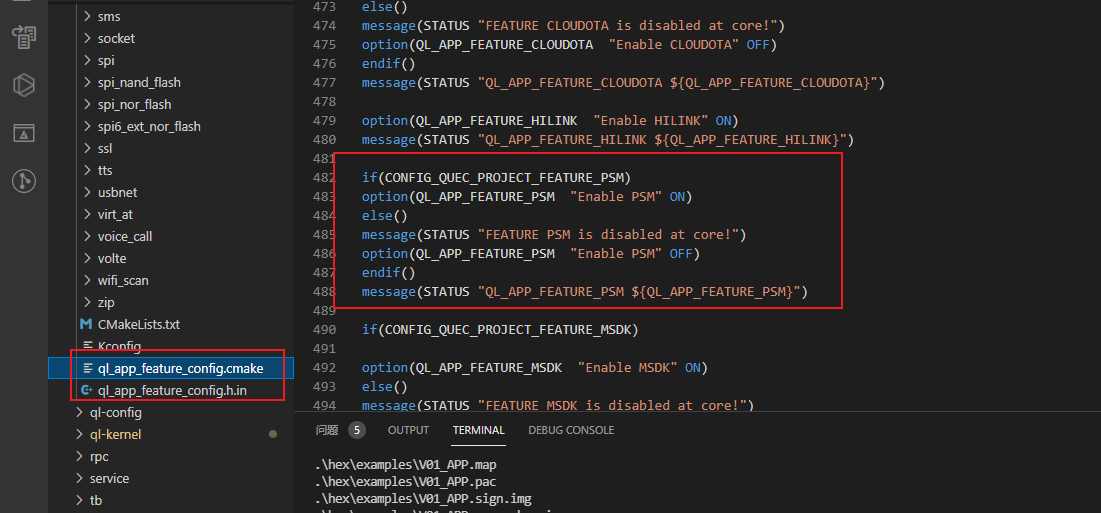 sms
socket
spi
spi_nand_flash
spi_nor_flash
spi6_ext_nor_flash
ssl
tts
usbnet
virt_at
voice_call
volte
wifi_scan
zip
CMakeLists.txt
Kconfig
ql_app_feature_config.cmake
ql_app_feature_config.h.in
ql-config
ql-kernel
rpc
service
tb
473 else()
474 message(STATUS "FEATURE CLOUDOTA is disabled at core!")
475 option(QL_APP_FEATURE_CLOUDOTA  "Enable CLOUDOTA" OFF)
476 endif()
477 message(STATUS "QL_APP_FEATURE_CLOUDOTA ${QL_APP_FEATURE_CLOUDOTA}")
478
479 option(QL_APP_FEATURE_HILINK  "Enable HILINK" ON)
480 message(STATUS "QL_APP_FEATURE_HILINK ${QL_APP_FEATURE_HILINK}")
481
482 if(CONFIG_QUEC_PROJECT_FEATURE_PSM)
483 option(QL_APP_FEATURE_PSM  "Enable PSM" ON)
484 else()
485 message(STATUS "FEATURE PSM is disabled at core!")
486 option(QL_APP_FEATURE_PSM  "Enable PSM" OFF)
487 endif()
488 message(STATUS "QL_APP_FEATURE_PSM ${QL_APP_FEATURE_PSM}")
489
490 if(CONFIG_QUEC_PROJECT_FEATURE_MSDK)
491
492 option(QL_APP_FEATURE_MSDK  "Enable MSDK" ON)
493 else()
494 message(STATUS "FEATURE MSDK is disabled at core!")
问题 5 OUTPUT TERMINAL DEBUG CONSOLE
.\hex\examples\V01_APP.map
.\hex\examples\V01_APP.pac
.\hex\examples\V01_APP.sign.img